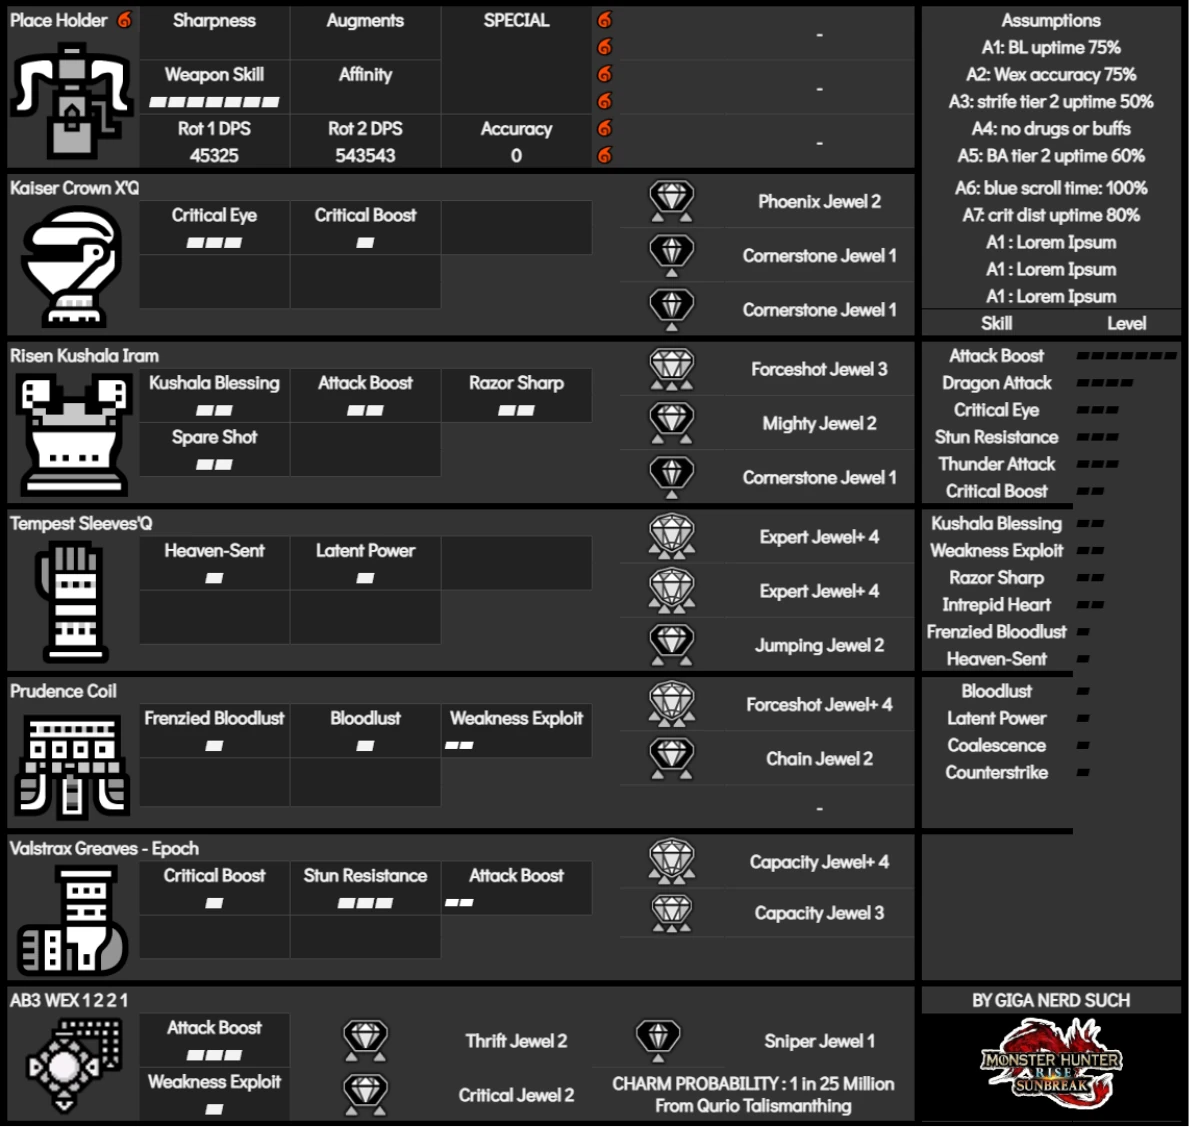 Place Holder
Sharpness
Augments
SPECIAL
-
Weapon Skill
Affinity
-
Rot 1 DPS
Rot 2 DPS
Accuracy
-
45325
543543
0
Kaiser Crown X'Q
Critical Eye
Critical Boost
Phoenix Jewel 2
Cornerstone Jewel 1
Cornerstone Jewel 1
Risen Kushala Iram
Kushala Blessing
Attack Boost
Razor Sharp
Spare Shot
Forceshot Jewel 3
Mighty Jewel 2
Cornerstone Jewel 1
Tempest Sleeves'Q
Heaven-Sent
Latent Power
Expert Jewel+ 4
Expert Jewel+ 4
Jumping Jewel 2
Prudence Coil
Frenzied Bloodlust
Bloodlust
Weakness Exploit
Forceshot Jewel+ 4
Chain Jewel 2
-
Valstrax Greaves - Epoch
Critical Boost
Stun Resistance
Attack Boost
Capacity Jewel+ 4
Capacity Jewel 3
AB3 WEX 1 2 2 1
Attack Boost
Weakness Exploit
Thrift Jewel 2
Critical Jewel 2
Sniper Jewel 1
CHARM PROBABILITY : 1 in 25 Million
From Qurio Talismanthing
Assumptions
A1: BL uptime 75%
A2: Wex accuracy 75%
A3: strife tier 2 uptime 50%
A4: no drugs or buffs
A5: BA tier 2 uptime 60%
A6: blue scroll time: 100%
A7: crit dist uptime 80%
A1 : Lorem Ipsum
A1 : Lorem Ipsum
A1 : Lorem Ipsum
Skill
Level
Attack Boost
Dragon Attack
Critical Eye
Stun Resistance
Thunder Attack
Critical Boost
Kushala Blessing
Weakness Exploit
Razor Sharp
Intrepid Heart
Frenzied Bloodlust
Heaven-Sent
Bloodlust
Latent Power
Coalescence
Counterstrike
BY GIGA NERD SUCH
MONSTER HUNTER
RISE
SUNBREAK